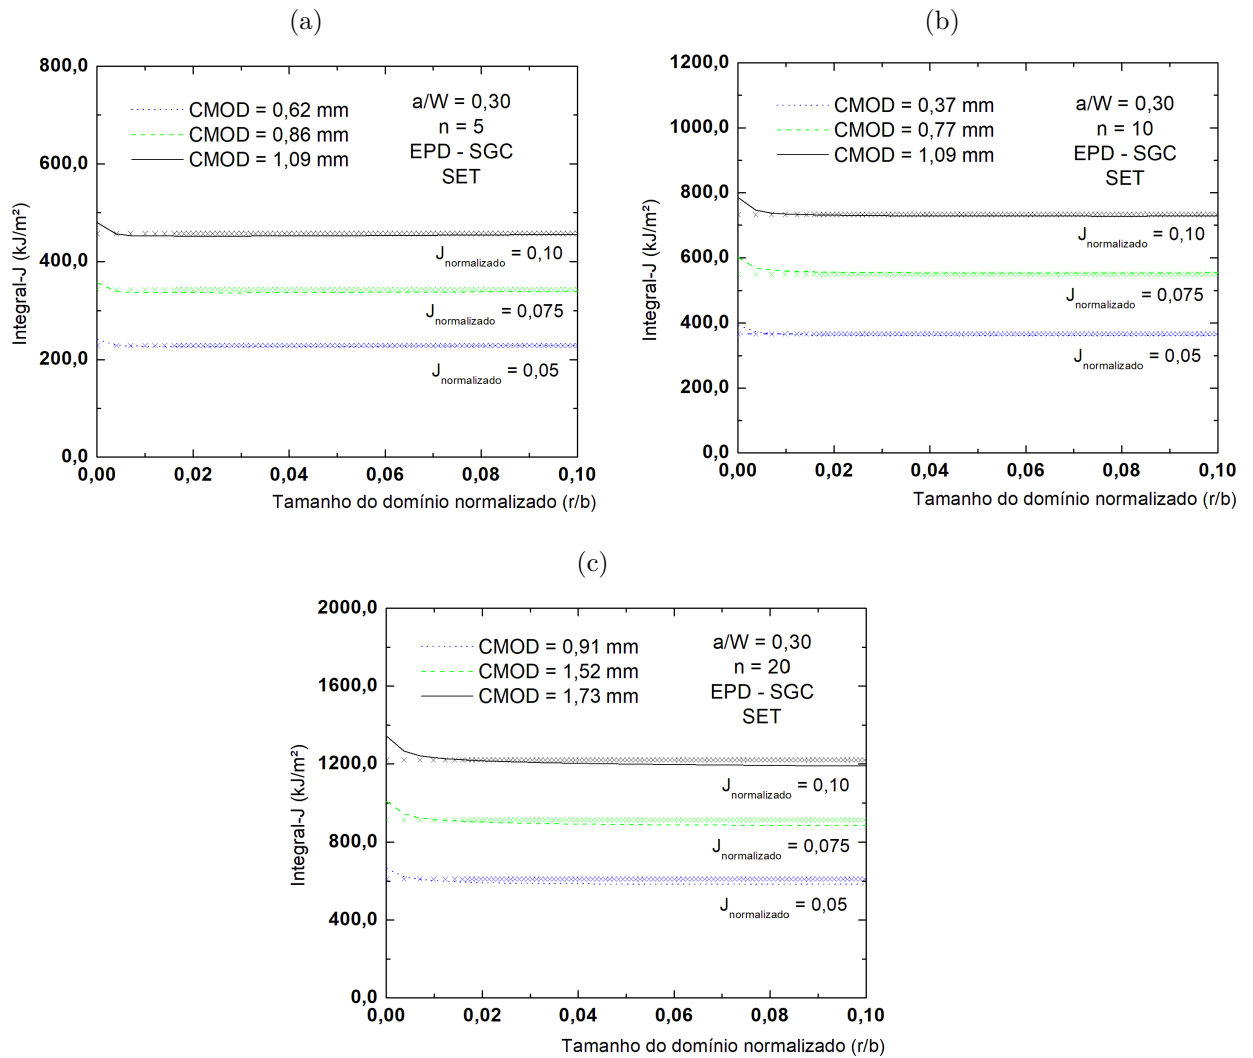 (a)
800,0
600,0
400,0
200,0
0,0
Integral-J (kJ/m²)
CMOD = 0,62 mm
CMOD = 0,86 mm
CMOD = 1,09 mm
a/W = 0,30
n = 5
EPD - SGC
SET
J normalizado = 0,10
J normalizado = 0,075
J normalizado = 0,05
0,00 0,02 0,04 0,06 0,08 0,10
Tamanho do domínio normalizado (r/b)
(b)
1200,0
1000,0
800,0
600,0
400,0
200,0
0,0
Integral-J (kJ/m²)
CMOD = 0,37 mm
CMOD = 0,77 mm
CMOD = 1,09 mm
a/W = 0,30
n = 10
EPD - SGC
SET
J normalizado = 0,10
J normalizado = 0,075
J normalizado = 0,05
0,00 0,02 0,04 0,06 0,08 0,10
Tamanho do domínio normalizado (r/b)
(c)
2000,0
1600,0
1200,0
800,0
400,0
0,0
Integral-J (kJ/m²)
CMOD = 0,91 mm
CMOD = 1,52 mm
CMOD = 1,73 mm
a/W = 0,30
n = 20
EPD - SGC
SET
J normalizado = 0,10
J normalizado = 0,075
J normalizado = 0,05
0,00 0,02 0,04 0,06 0,08 0,10
Tamanho do domínio normalizado (r/b)